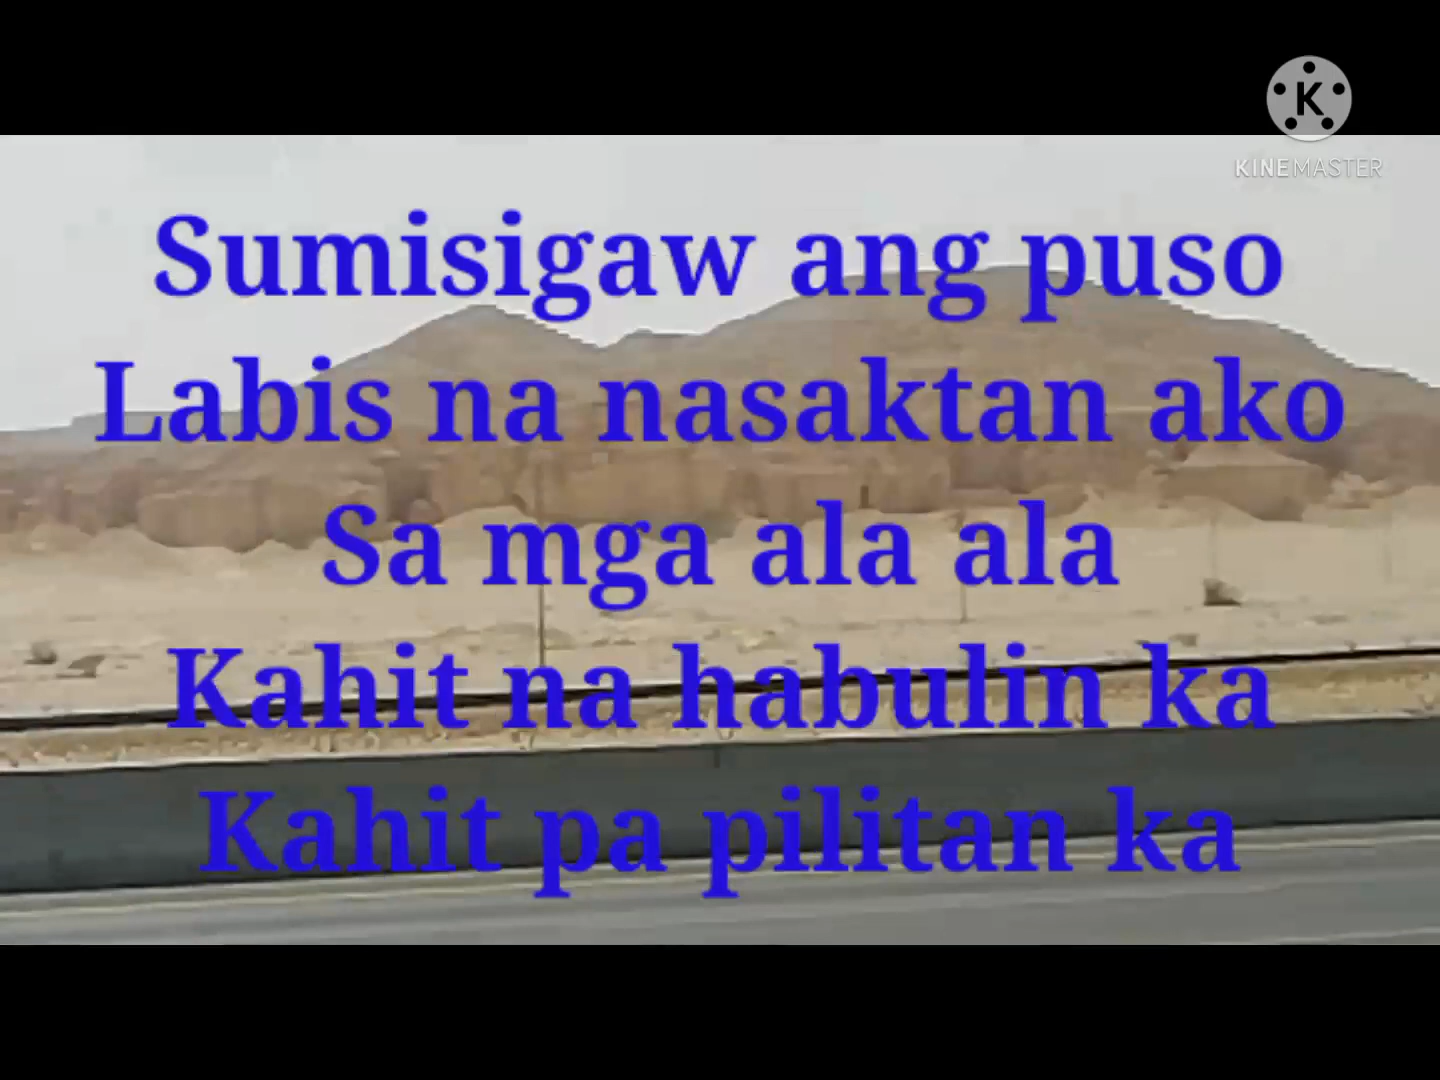 K
KINEMASTER
Sumisigaw ang puso
Labis na nasaktan ako
Sa mga ala ala
Kahit na habulin ka
Kahit pa pilitan ka